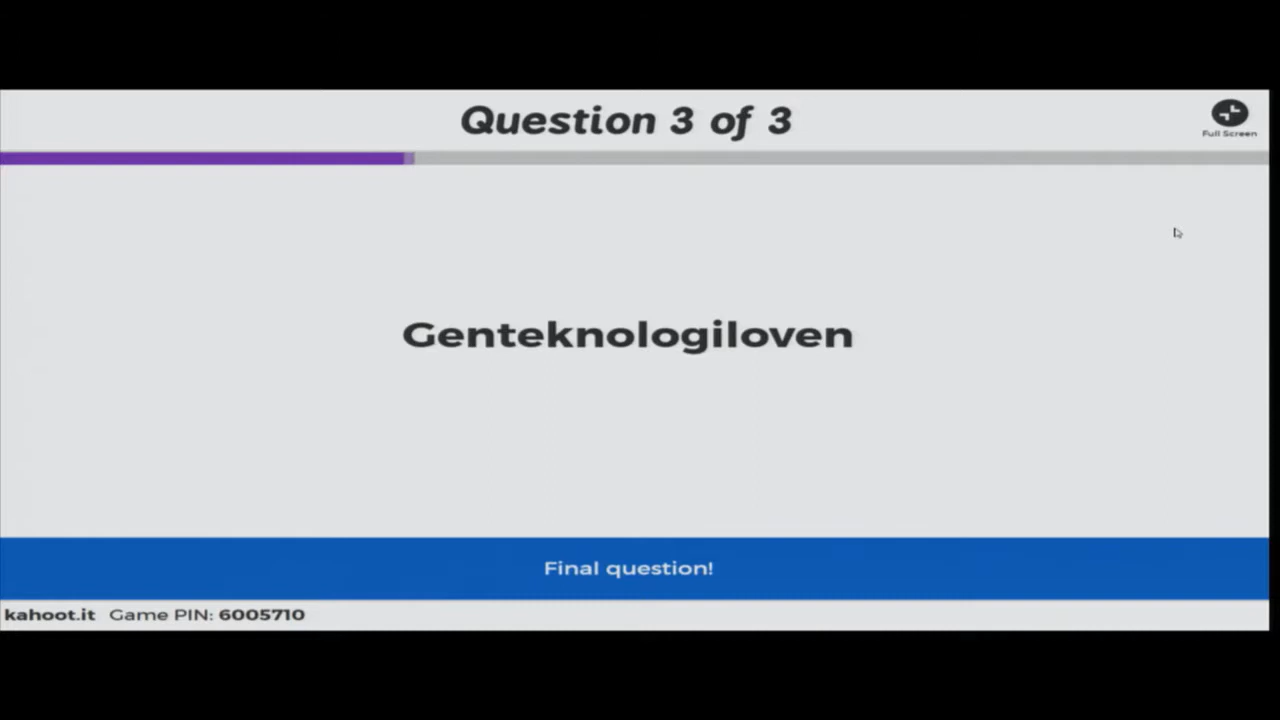 Question 3 of 3
Full Screen
Genteknologiloven
Final question!
kahoot.it Game PIN: 6005710